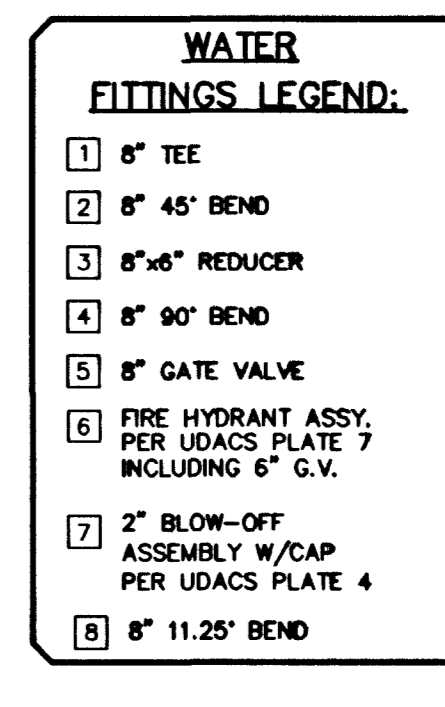 WATER
FITTINGS LEGEND:
1 8" TEE
2 8" 45° BEND
3 8"x6" REDUCER
4 8" 90° BEND
5 8" GATE VALVE
6 FIRE HYDRANT ASSY.
PER UDACS PLATE 7
INCLUDING 6" G.V.
7 2" BLOW-OFF
ASSEMBLY W/CAP
PER UDACS PLATE 4
8 8" 11.25° BEND